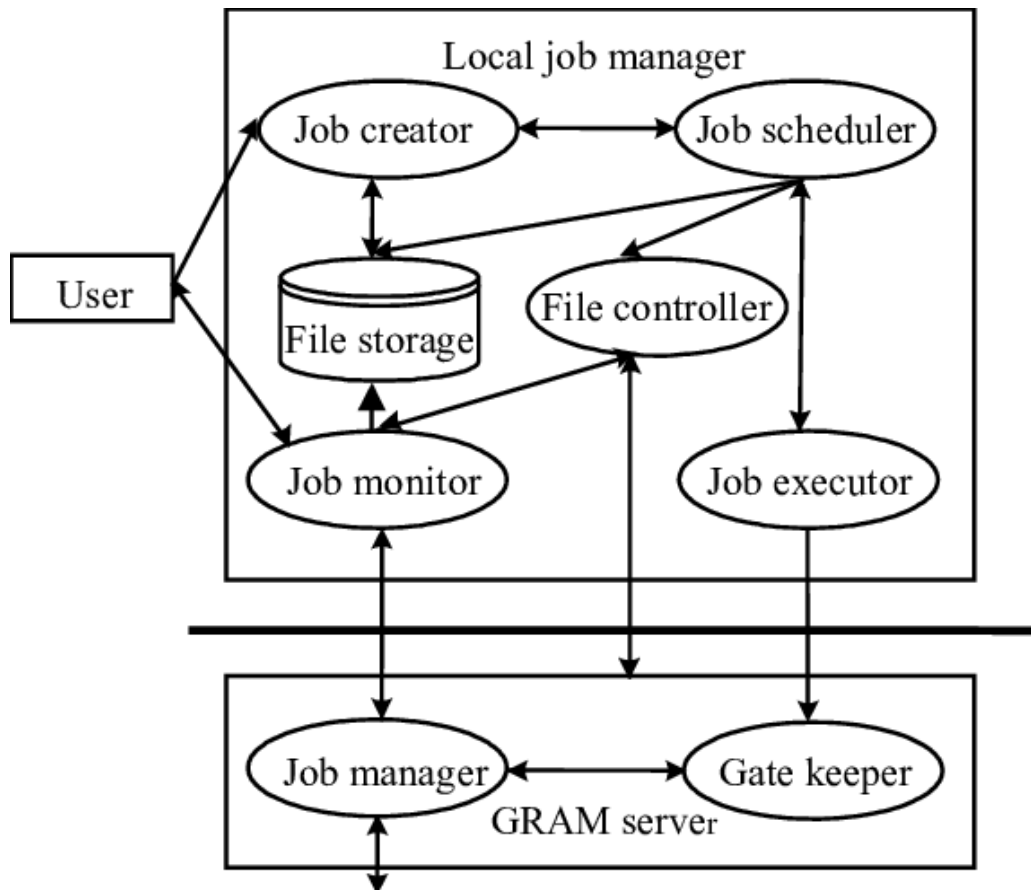 Local job manager
Job creator
Job scheduler
User
File storage
File controller
Job monitor
Job executor
Job manager
Gate keeper
GRAM server